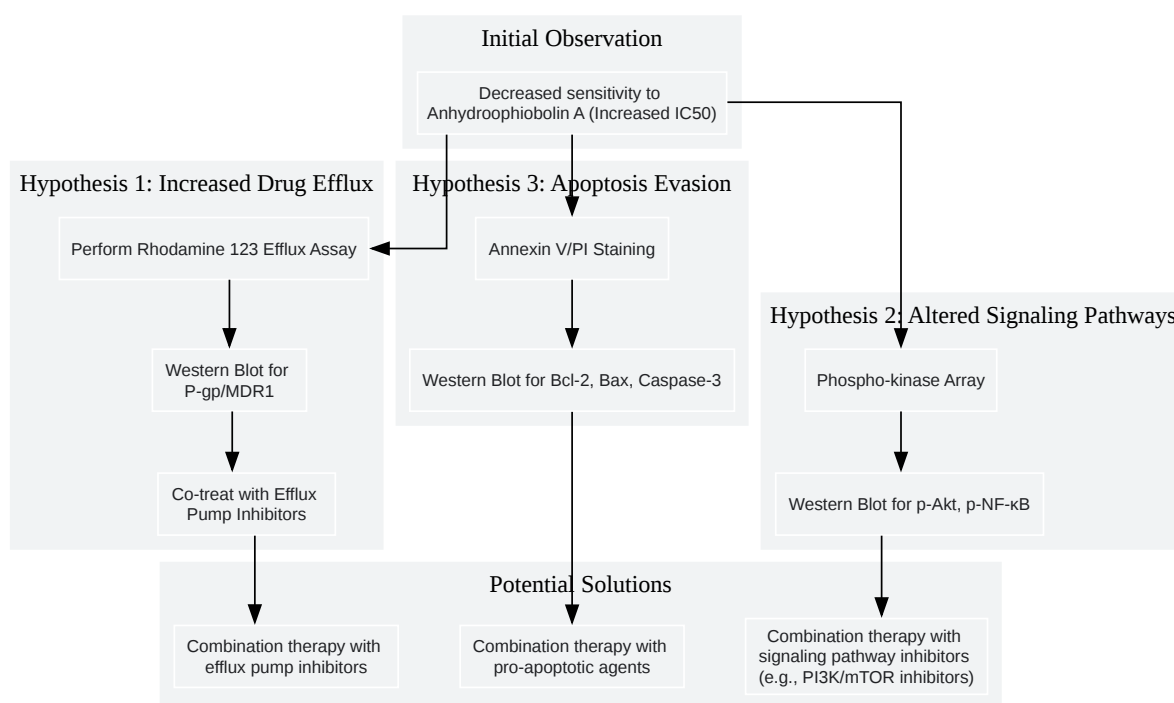 Initial Observation
Decreased sensitivity to
Anhydroophiobolin A (Increased IC50)
Hypothesis 1: Increased Drug Efflux
Perform Rhodamine 123 Efflux Assay
Western Blot for
P-gp/MDR1
Co-treat with Efflux
Pump Inhibitors
Hypothesis 3: Apoptosis Evasion
Annexin V/PI Staining
Western Blot for Bcl-2, Bax, Caspase-3
Hypothesis 2: Altered Signaling Pathways
Phospho-kinase Array
Western Blot for p-Akt, p-NF-κB
Potential Solutions
Combination therapy with
efflux pump inhibitors
Combination therapy with
pro-apoptotic agents
Combination therapy with
signaling pathway inhibitors
(e.g., PI3K/mTOR inhibitors)